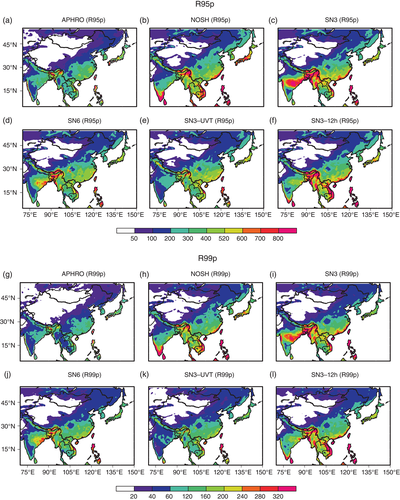 R95p
(a) APHRO (R95p) (b) NOSH (R95p) (c) SN3 (R95p)
45°N
30°N
15°N
(d) SN6 (R95p) (e) SN3–UVT (R95p) (f) SN3–12h (R95p)
45°N
30°N
15°N
75°E 90°E 105°E 120°E 135°E 150°E 75°E 90°E 105°E 120°E 135°E 150°E 75°E 90°E 105°E 120°E 135°E 150°E
50 100 200 300 400 520 600 700 800
R99p
(g) APHRO (R99p) (h) NOSH (R99p) (i) SN3 (R99p)
45°N
30°N
15°N
(j) SN6 (R99p) (k) SN3–UVT (R99p) (l) SN3–12h (R99p)
45°N
30°N
15°N
75°E 90°E 105°E 120°E 135°E 150°E 75°E 90°E 105°E 120°E 135°E 150°E 75°E 90°E 105°E 120°E 135°E 150°E
20 40 60 120 160 200 240 280 320